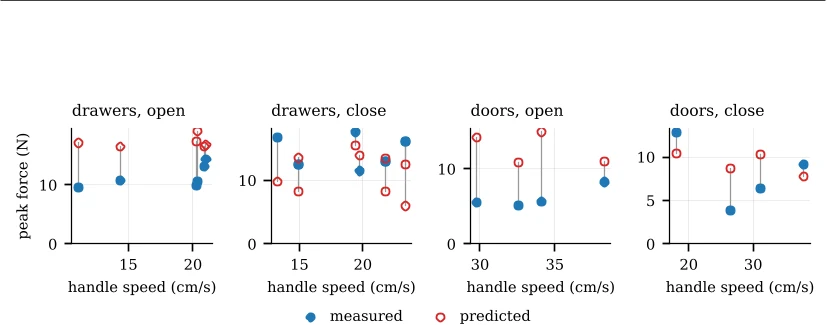 drawers, open
drawers, close
doors, open
doors, close
peak force (N)
10
0
15
20
handle speed (cm/s)
10
0
15
20
handle speed (cm/s)
10
0
30
35
handle speed (cm/s)
10
5
0
20
30
handle speed (cm/s)
measured
predicted